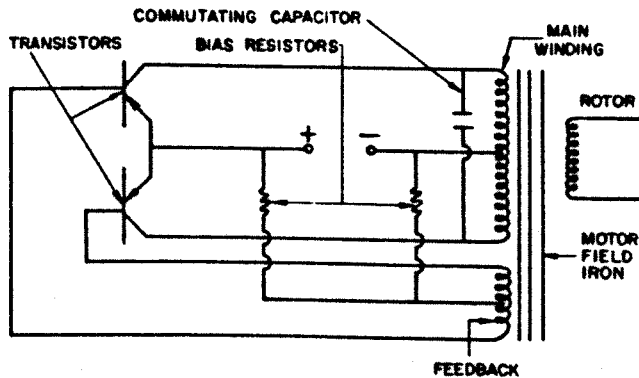 COMMUTATING CAPACITOR
TRANSISTORS
BIAS RESISTORS
MAIN
WINDING
ROTOR
+
−
MOTOR
FIELD
IRON
FEEDBACK